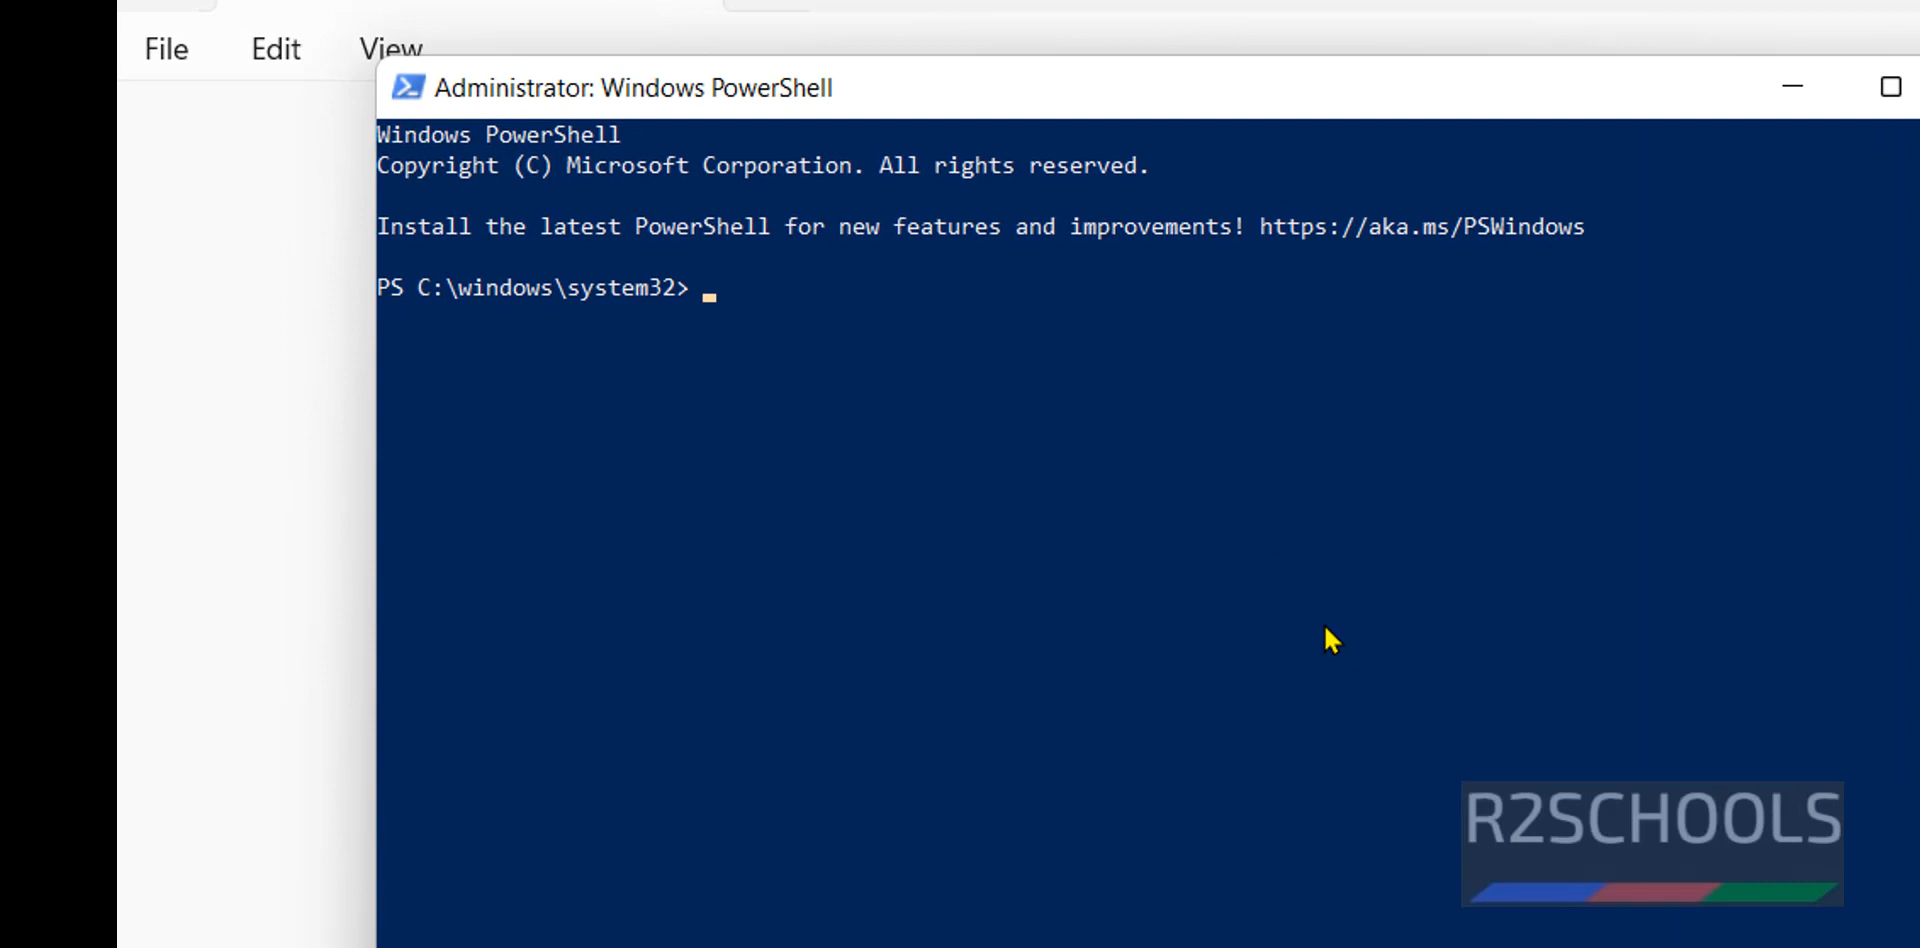 File Edit View
Administrator: Windows PowerShell
Windows PowerShell
Copyright (C) Microsoft Corporation. All rights reserved.
Install the latest PowerShell for new features and improvements! https://aka.ms/PSWindows
PS C:\windows\system32>
R2SCHOOLS